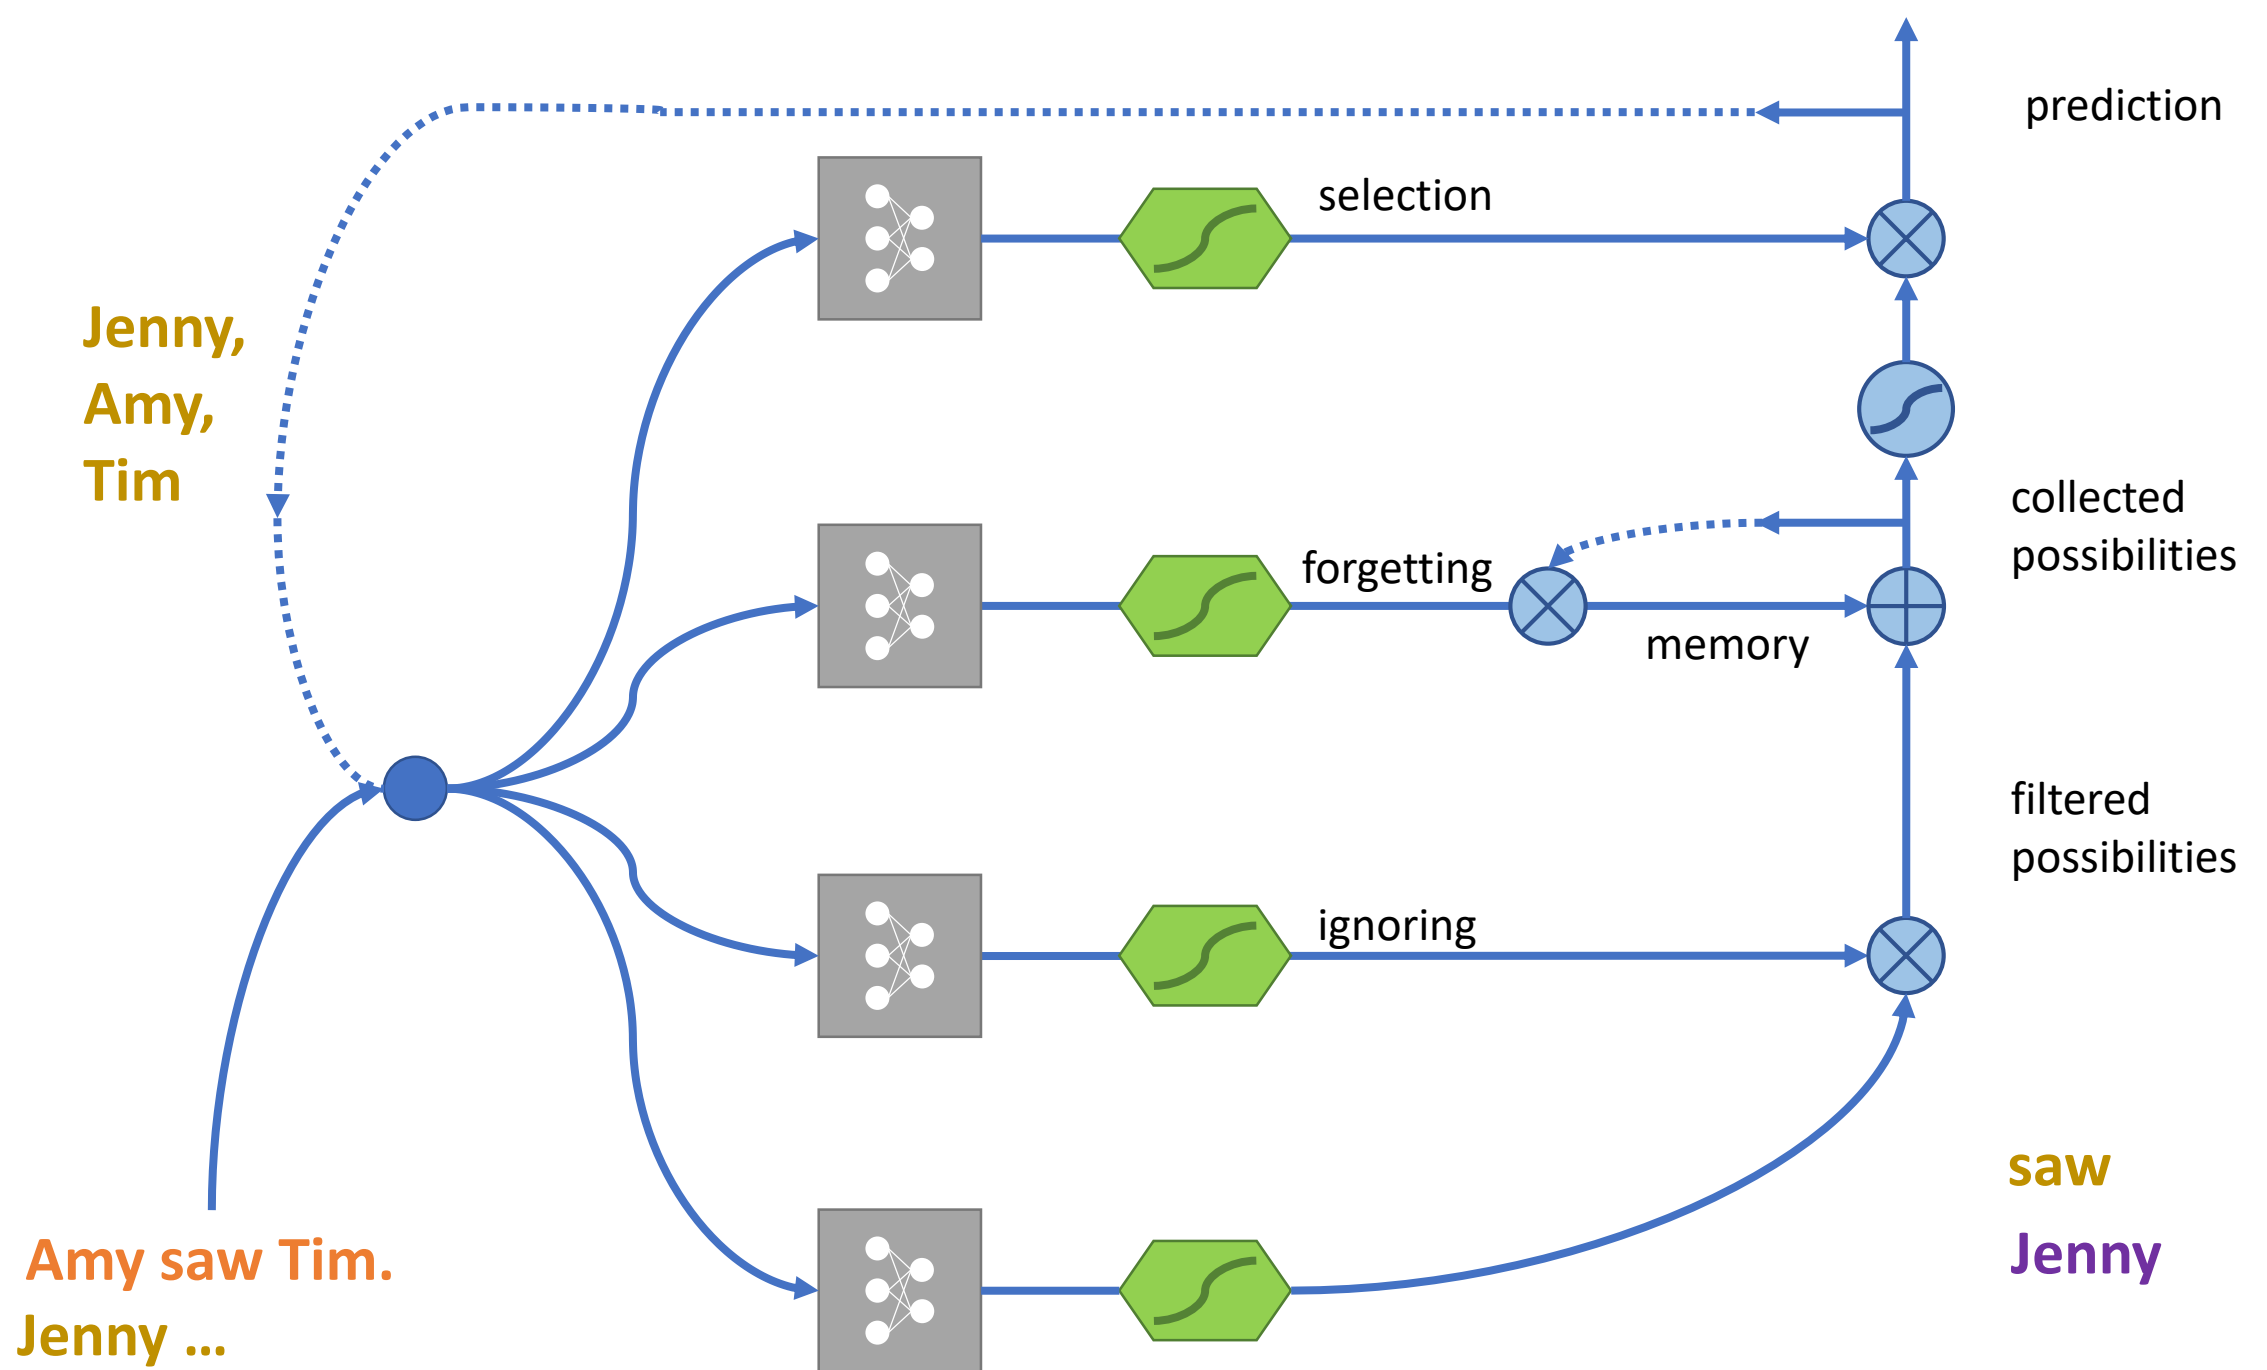 prediction
selection
Jenny,
Amy,
Tim
collected
possibilities
forgetting
memory
filtered
possibilities
ignoring
saw
Jenny
Amy saw Tim.
Jenny ...